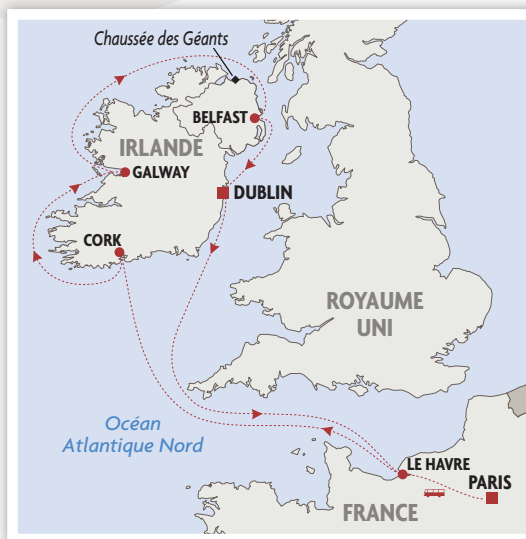 Chaussée des Géants
BELFAST
IRLANDE
GALWAY
DUBLIN
CORK
ROYAUME
UNI
Océan
Atlantique Nord
LE HAVRE
PARIS
FRANCE